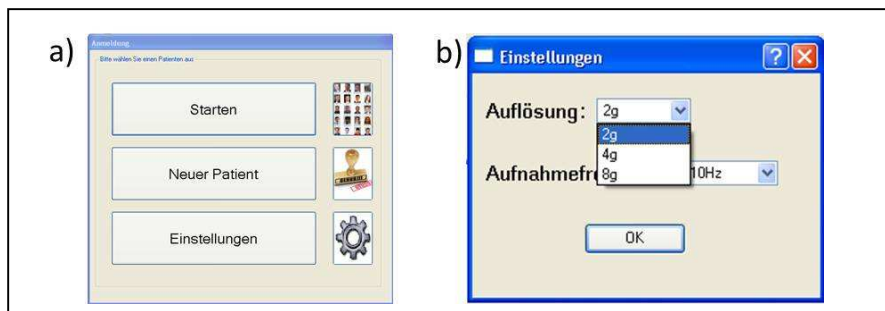 a)
Anmeldung
Bitte wählen Sie einen Patienten aus
Starten
Neuer Patient
Einstellungen
b)
Einstellungen
Auflösung: 2g
2g
4g
8g
Aufnahmefre 10Hz
OK